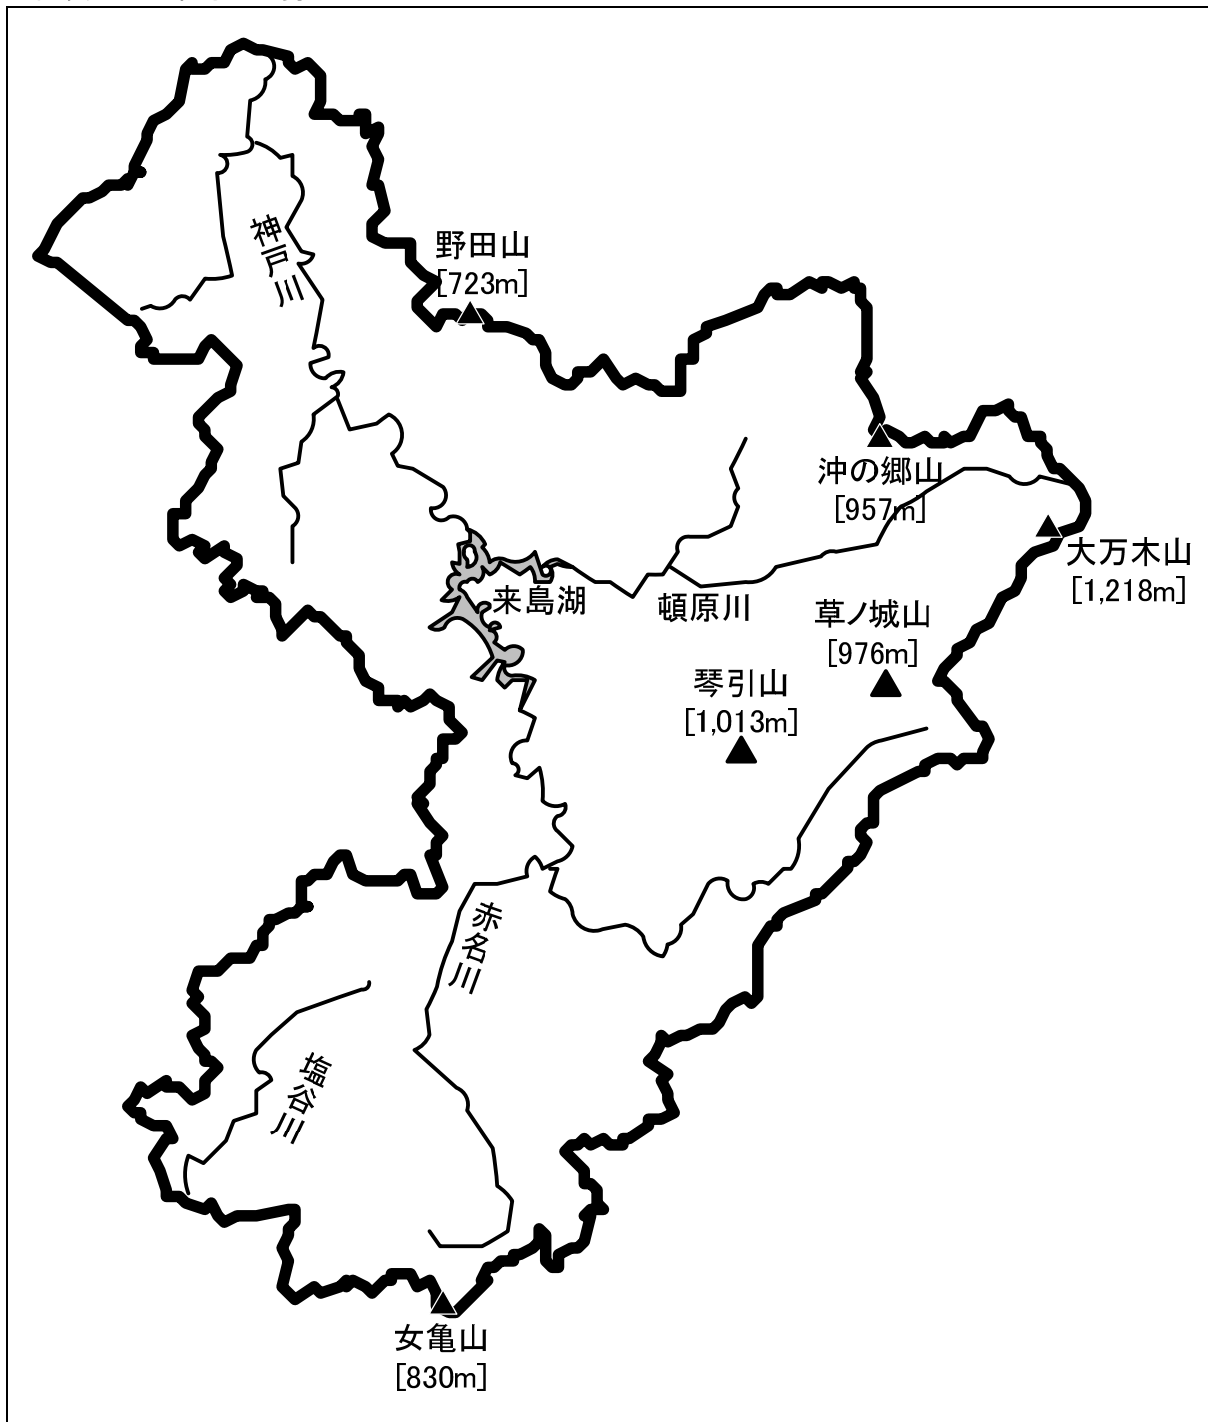 神戸川
野田山
[723m]
沖の郷山
[957m]
大万木山
[1,218m]
来島湖
頓原川
草ノ城山
[976m]
琴引山
[1,013m]
赤名川
塩谷川
女亀山
[830m]